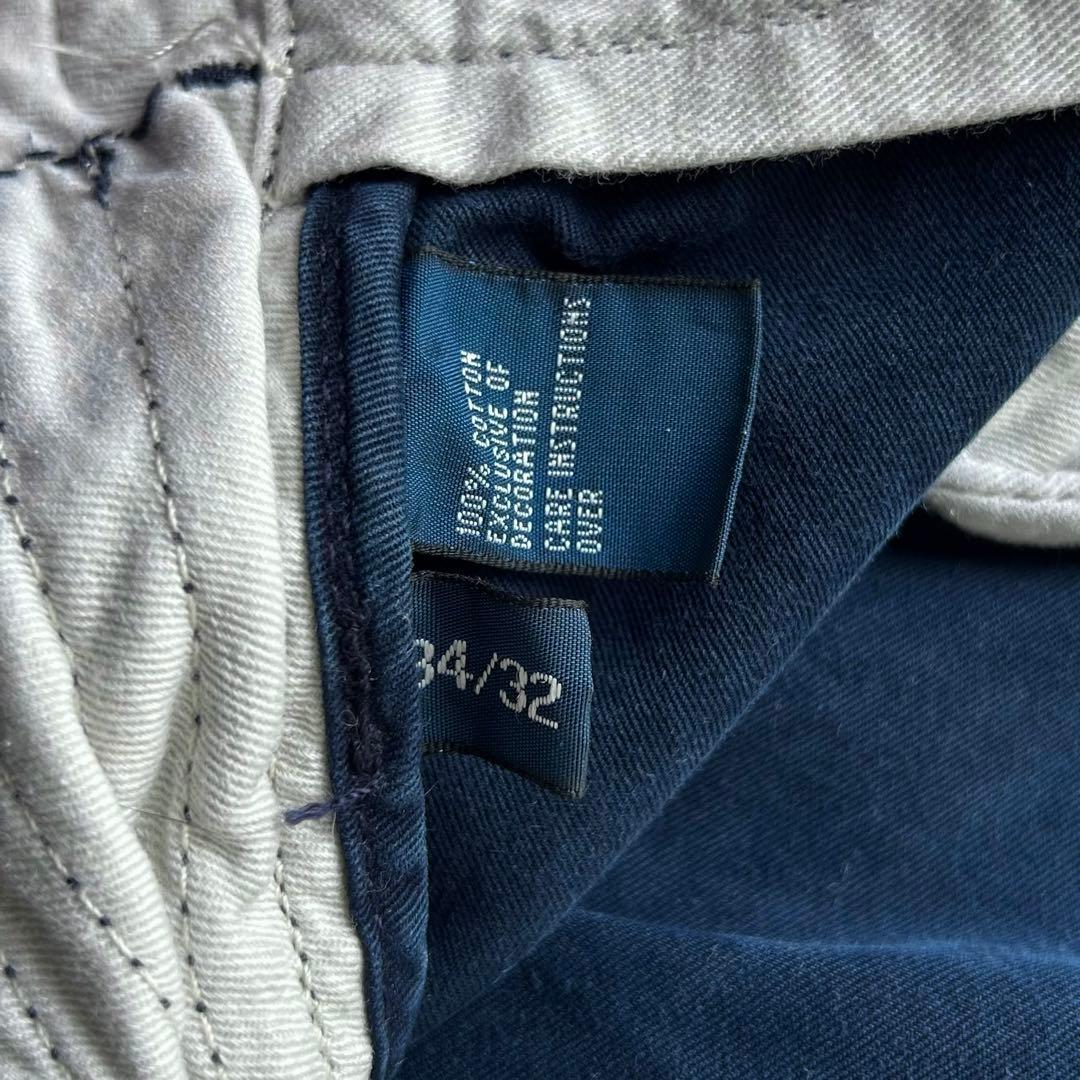 100% COTTON
EXCLUSIVE OF
DECORATION
CARE INSTRUCTIONS
OVER
34/32